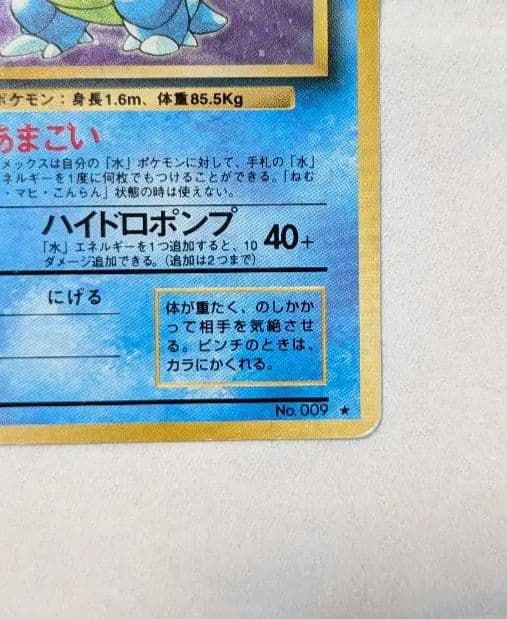 ポケモン：身長1.6m、体重85.5Kg
あまごい
メックスは自分の「水」ポケモンに対して、手札の「水」
ネルギーを1度に何枚でもつけることができる。「ねむ
・マヒ・こんらん」状態の時は使えない。
ハイドロポンプ 40+
「水」エネルギーを1つ追加すると、10
ダメージ追加できる。（追加は2つまで）
にげる
体が重たく、のしかか
って相手を気絶させ
る。ピンチのときは、
カラにかくれる。
No.009 ★